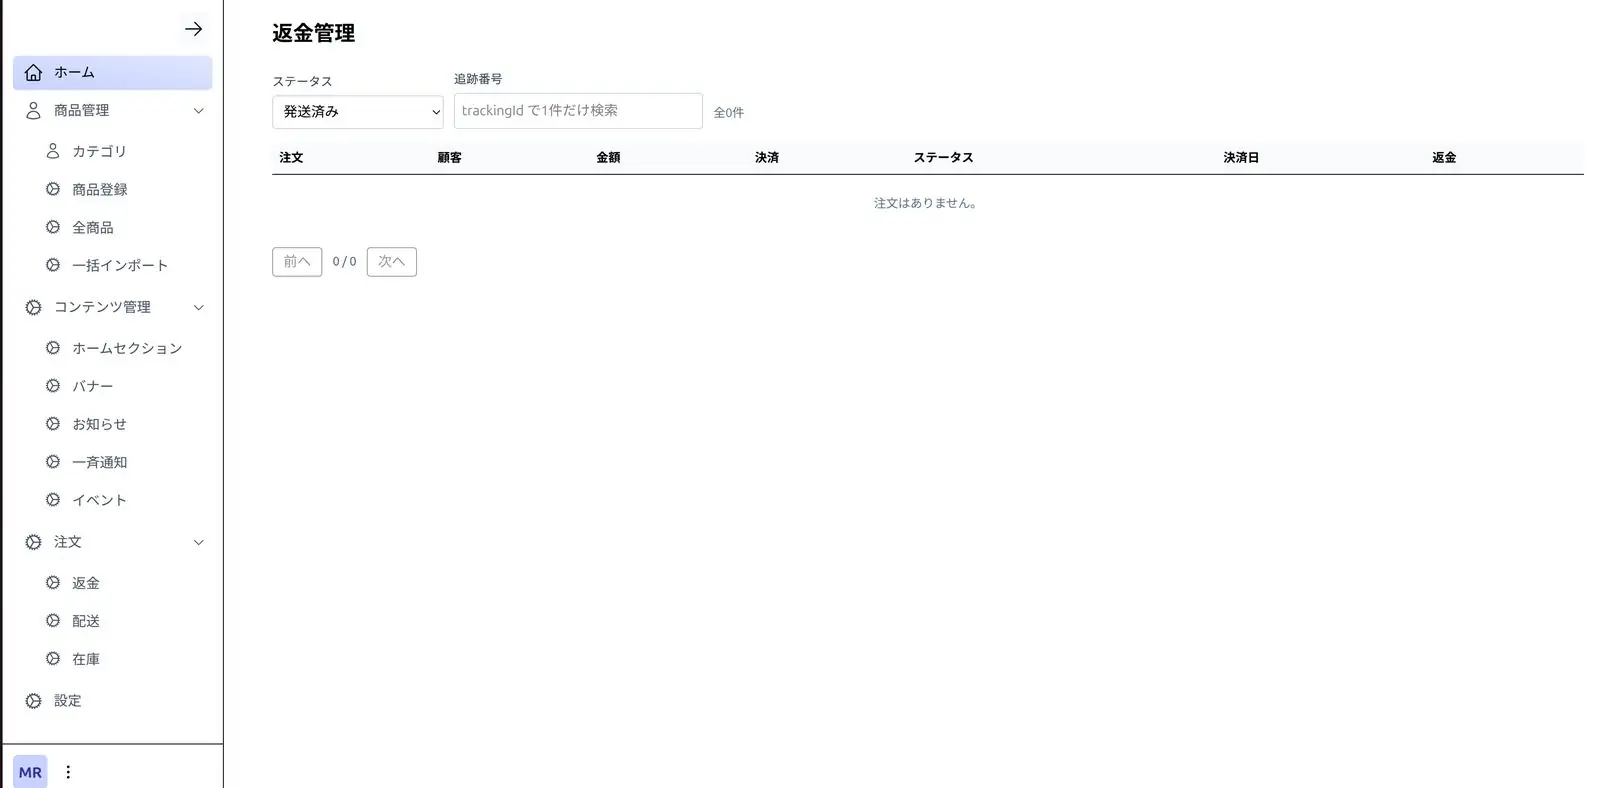 ホーム
商品管理
カテゴリ
商品登録
全商品
一括インポート
コンテンツ管理
ホームセクション
バナー
お知らせ
一斉通知
イベント
注文
返金
配送
在庫
設定
MR
返金管理
ステータス
発送済み
追跡番号
trackingId で1件だけ検索
全0件
注文 顧客 金額 決済 ステータス 決済日 返金
注文はありません。
前へ 0 / 0 次へ